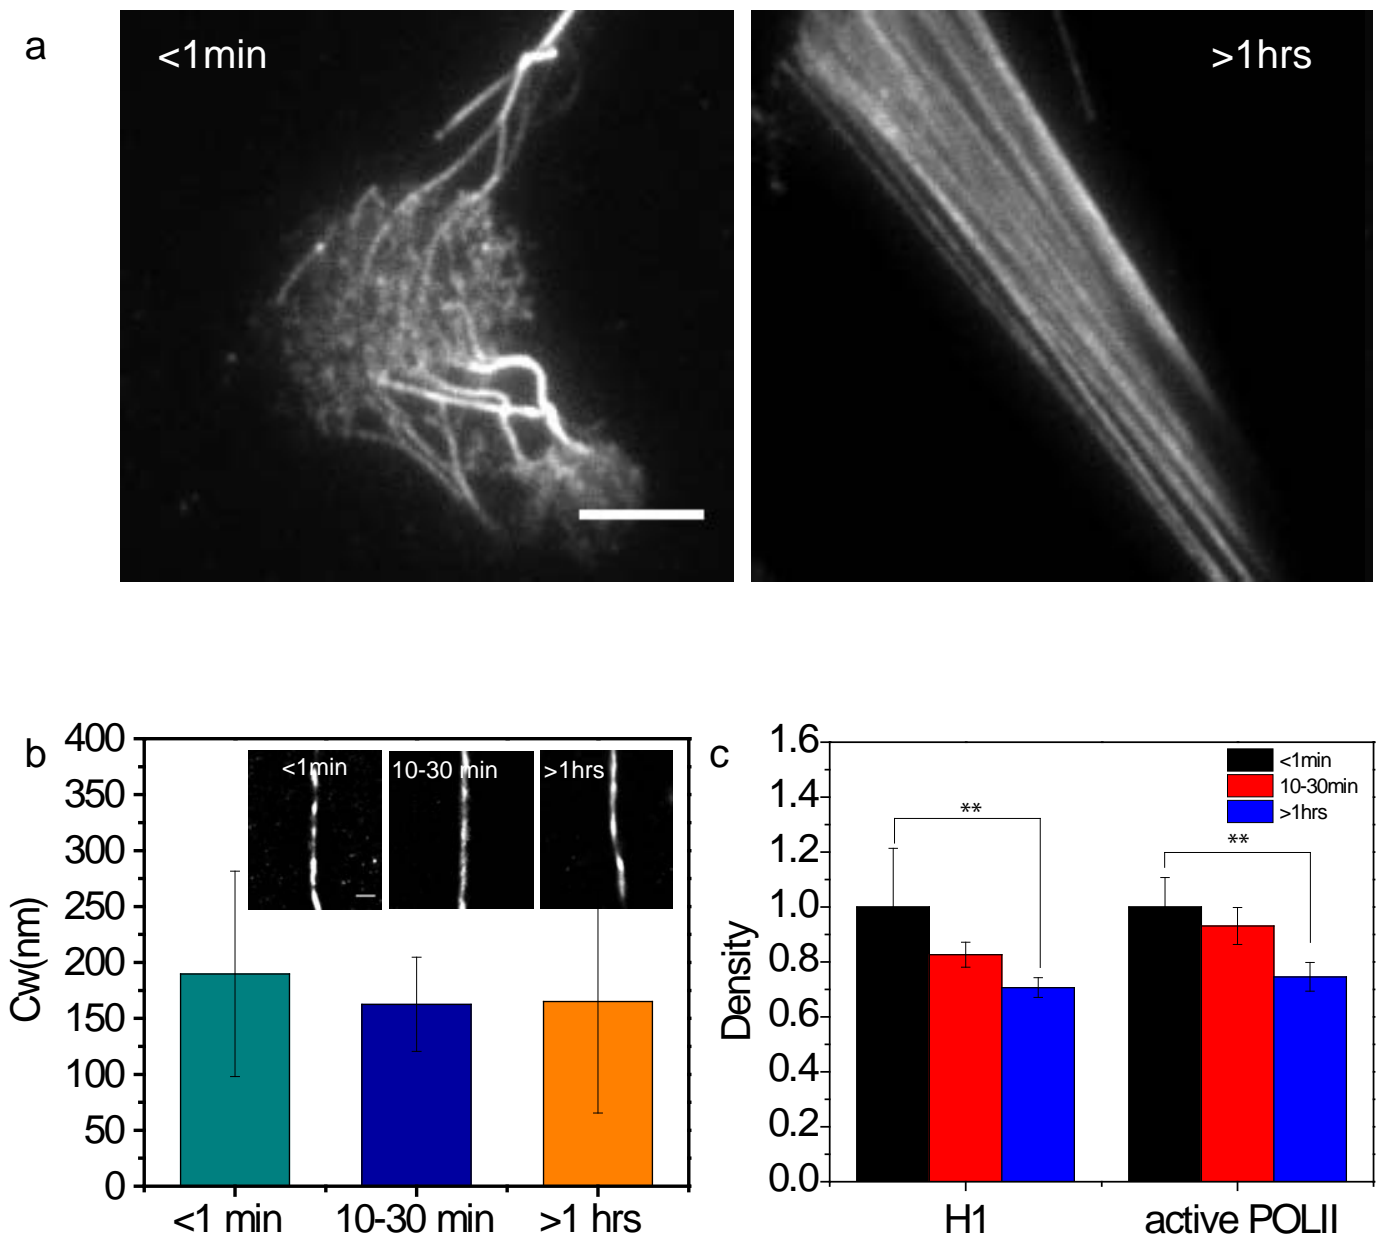 a
<1min
>1hrs
b
400
350
300
250
200
150
100
50
0
Cw(nm)
<1min
10-30 min
>1hrs
<1 min
10-30 min
>1 hrs
c
1.6
1.4
1.2
1.0
0.8
0.6
0.4
0.2
0.0
Density
<1min
10-30min
>1hrs
**
**
H1
active POLII